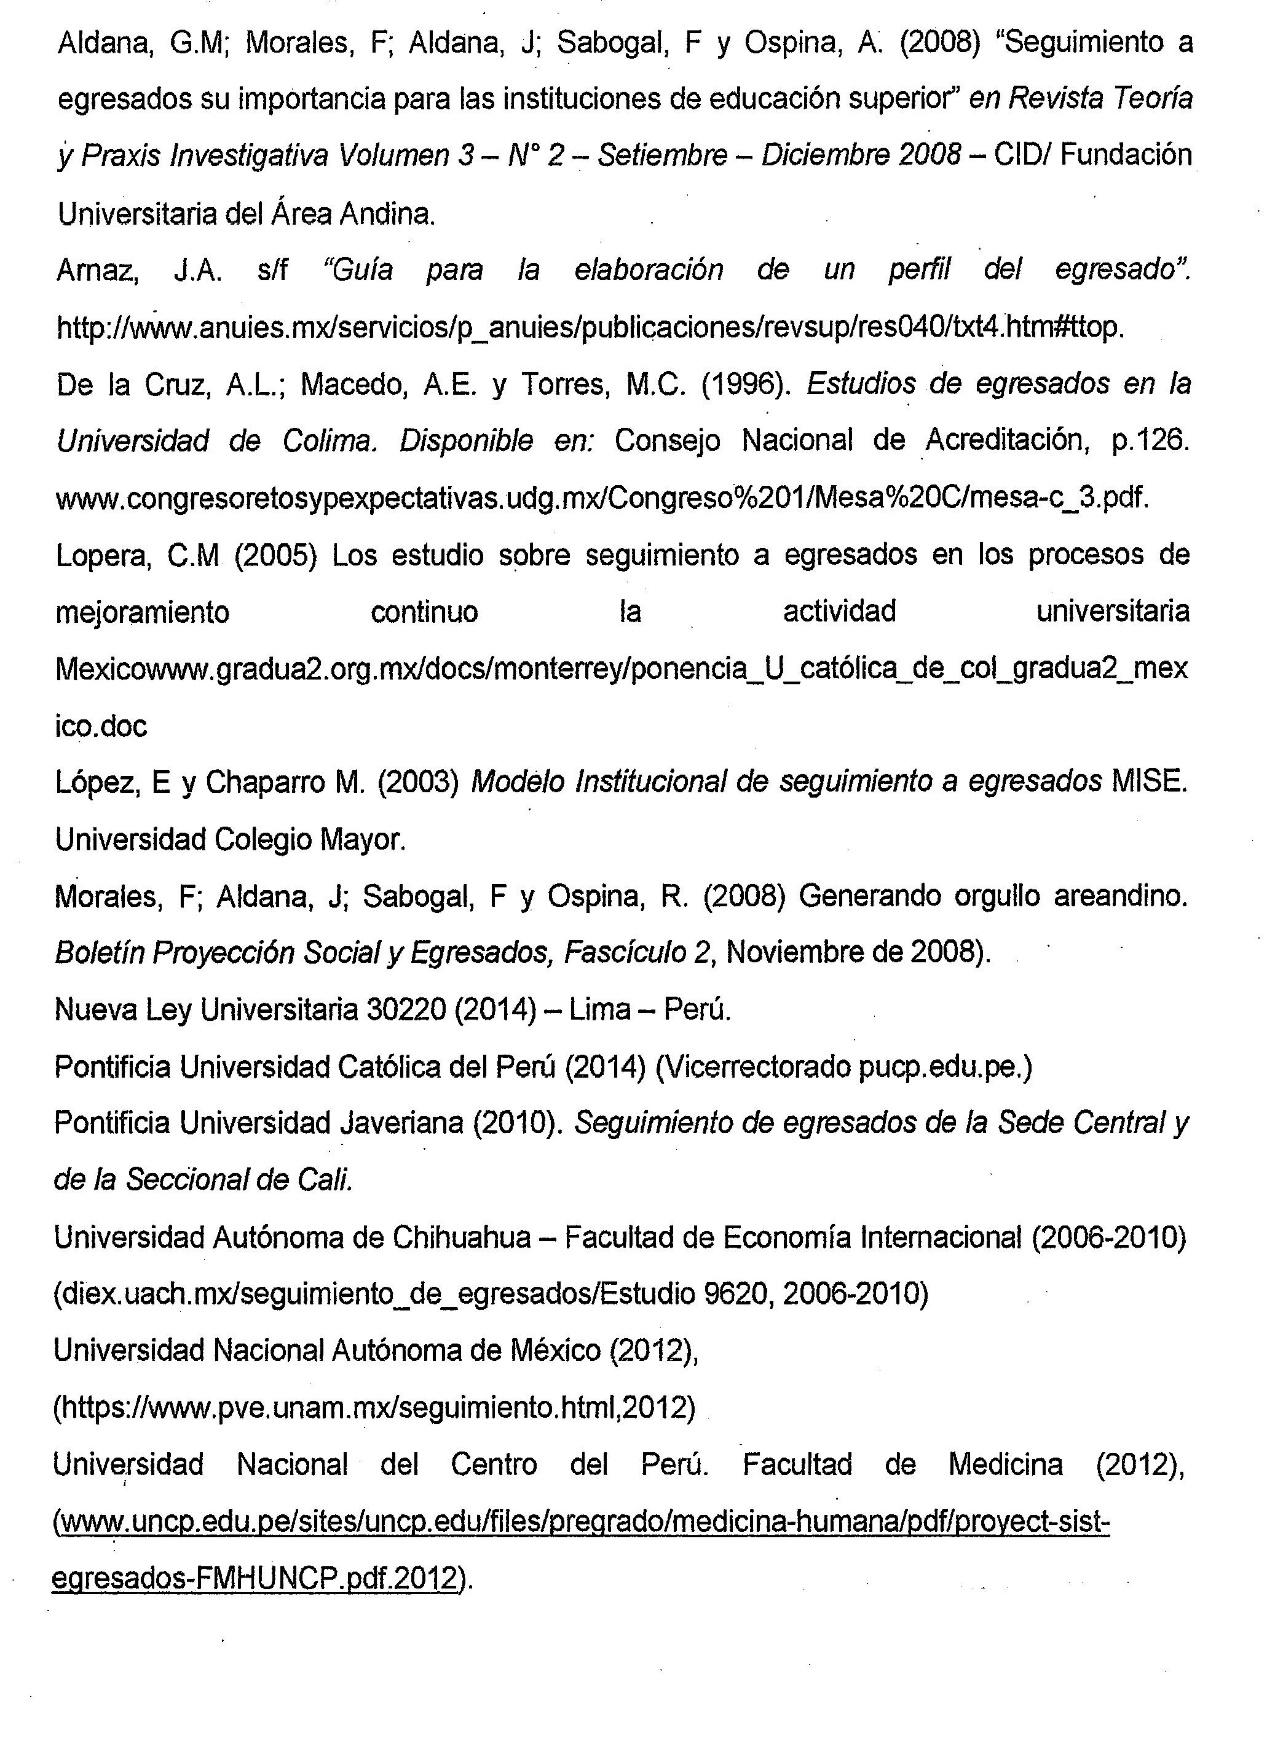 Aldana, G.M; Morales, F; Aldana, J; Sabogal, F y Ospina, A. (2008) "Seguimiento a
egresados su importancia para las instituciones de educación superior" en Revista Teoría
y Praxis Investigativa Volumen 3 – N° 2 – Setiembre – Diciembre 2008 – CID/ Fundación
Universitaria del Área Andina.
Arnaz, J.A. s/f "Guía para la elaboración de un perfil del egresado".
http://www.anuies.mx/servicios/p_anuies/publicaciones/revsup/res040/txt4.htm#ttop.
De la Cruz, A.L.; Macedo, A.E. y Torres, M.C. (1996). Estudios de egresados en la
Universidad de Colima. Disponible en: Consejo Nacional de Acreditación, p.126.
www.congresoretosypexpectativas.udg.mx/Congreso%201/Mesa%20C/mesa-c_3.pdf.
Lopera, C.M (2005) Los estudio sobre seguimiento a egresados en los procesos de
mejoramiento continuo la actividad universitaria
Mexicowww.gradua2.org.mx/docs/monterrey/ponencia_U_católica_de_col_gradua2_mex
ico.doc
López, E y Chaparro M. (2003) Modelo Institucional de seguimiento a egresados MISE.
Universidad Colegio Mayor.
Morales, F; Aldana, J; Sabogal, F y Ospina, R. (2008) Generando orgullo areandino.
Boletín Proyección Social y Egresados, Fascículo 2, Noviembre de 2008).
Nueva Ley Universitaria 30220 (2014) – Lima – Perú.
Pontificia Universidad Católica del Perú (2014) (Vicerrectorado pucp.edu.pe.)
Pontificia Universidad Javeriana (2010). Seguimiento de egresados de la Sede Central y
de la Seccional de Cali.
Universidad Autónoma de Chihuahua – Facultad de Economía Internacional (2006-2010)
(diex.uach.mx/seguimiento_de_egresados/Estudio 9620, 2006-2010)
Universidad Nacional Autónoma de México (2012),
(https://www.pve.unam.mx/seguimiento.html,2012)
Universidad Nacional del Centro del Perú. Facultad de Medicina (2012),
(www.uncp.edu.pe/sites/uncp.edu/files/pregrado/medicina-humana/pdf/proyect-sist-
egresados-FMHUNCP.pdf.2012).